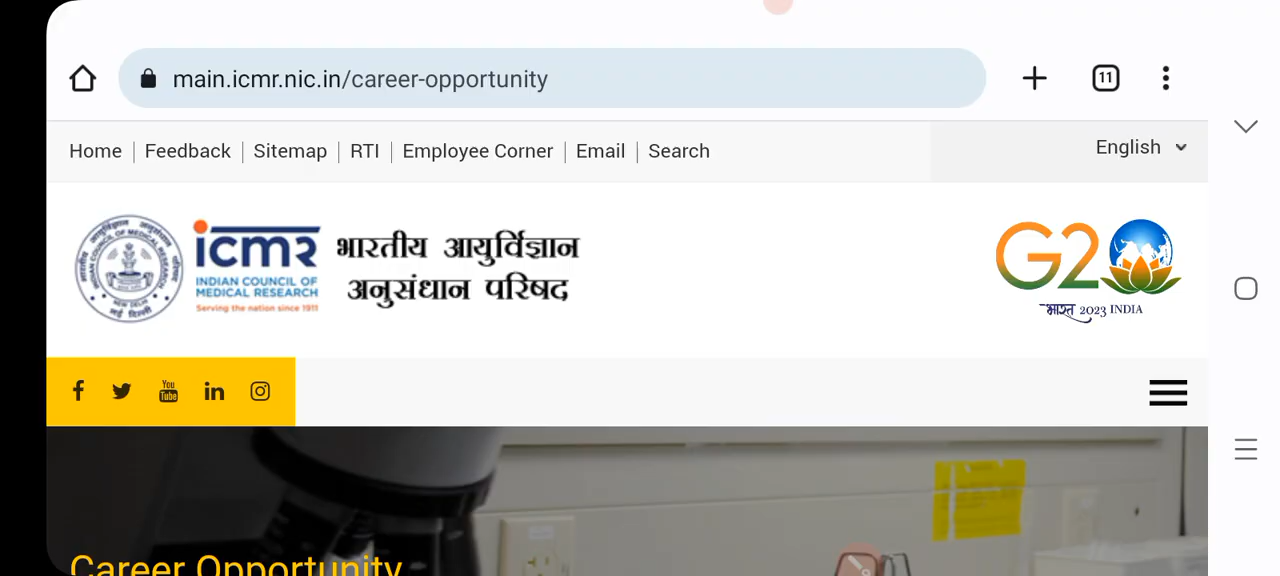 main.icmr.nic.in/career-opportunity
11
Home | Feedback | Sitemap | RTI | Employee Corner | Email | Search
English
icmr
INDIAN COUNCIL OF
MEDICAL RESEARCH
Serving the nation since 1911
भारतीय आयुर्विज्ञान
अनुसंधान परिषद
G20
भारत 2023 INDIA
You
Tube
Career Opportunity